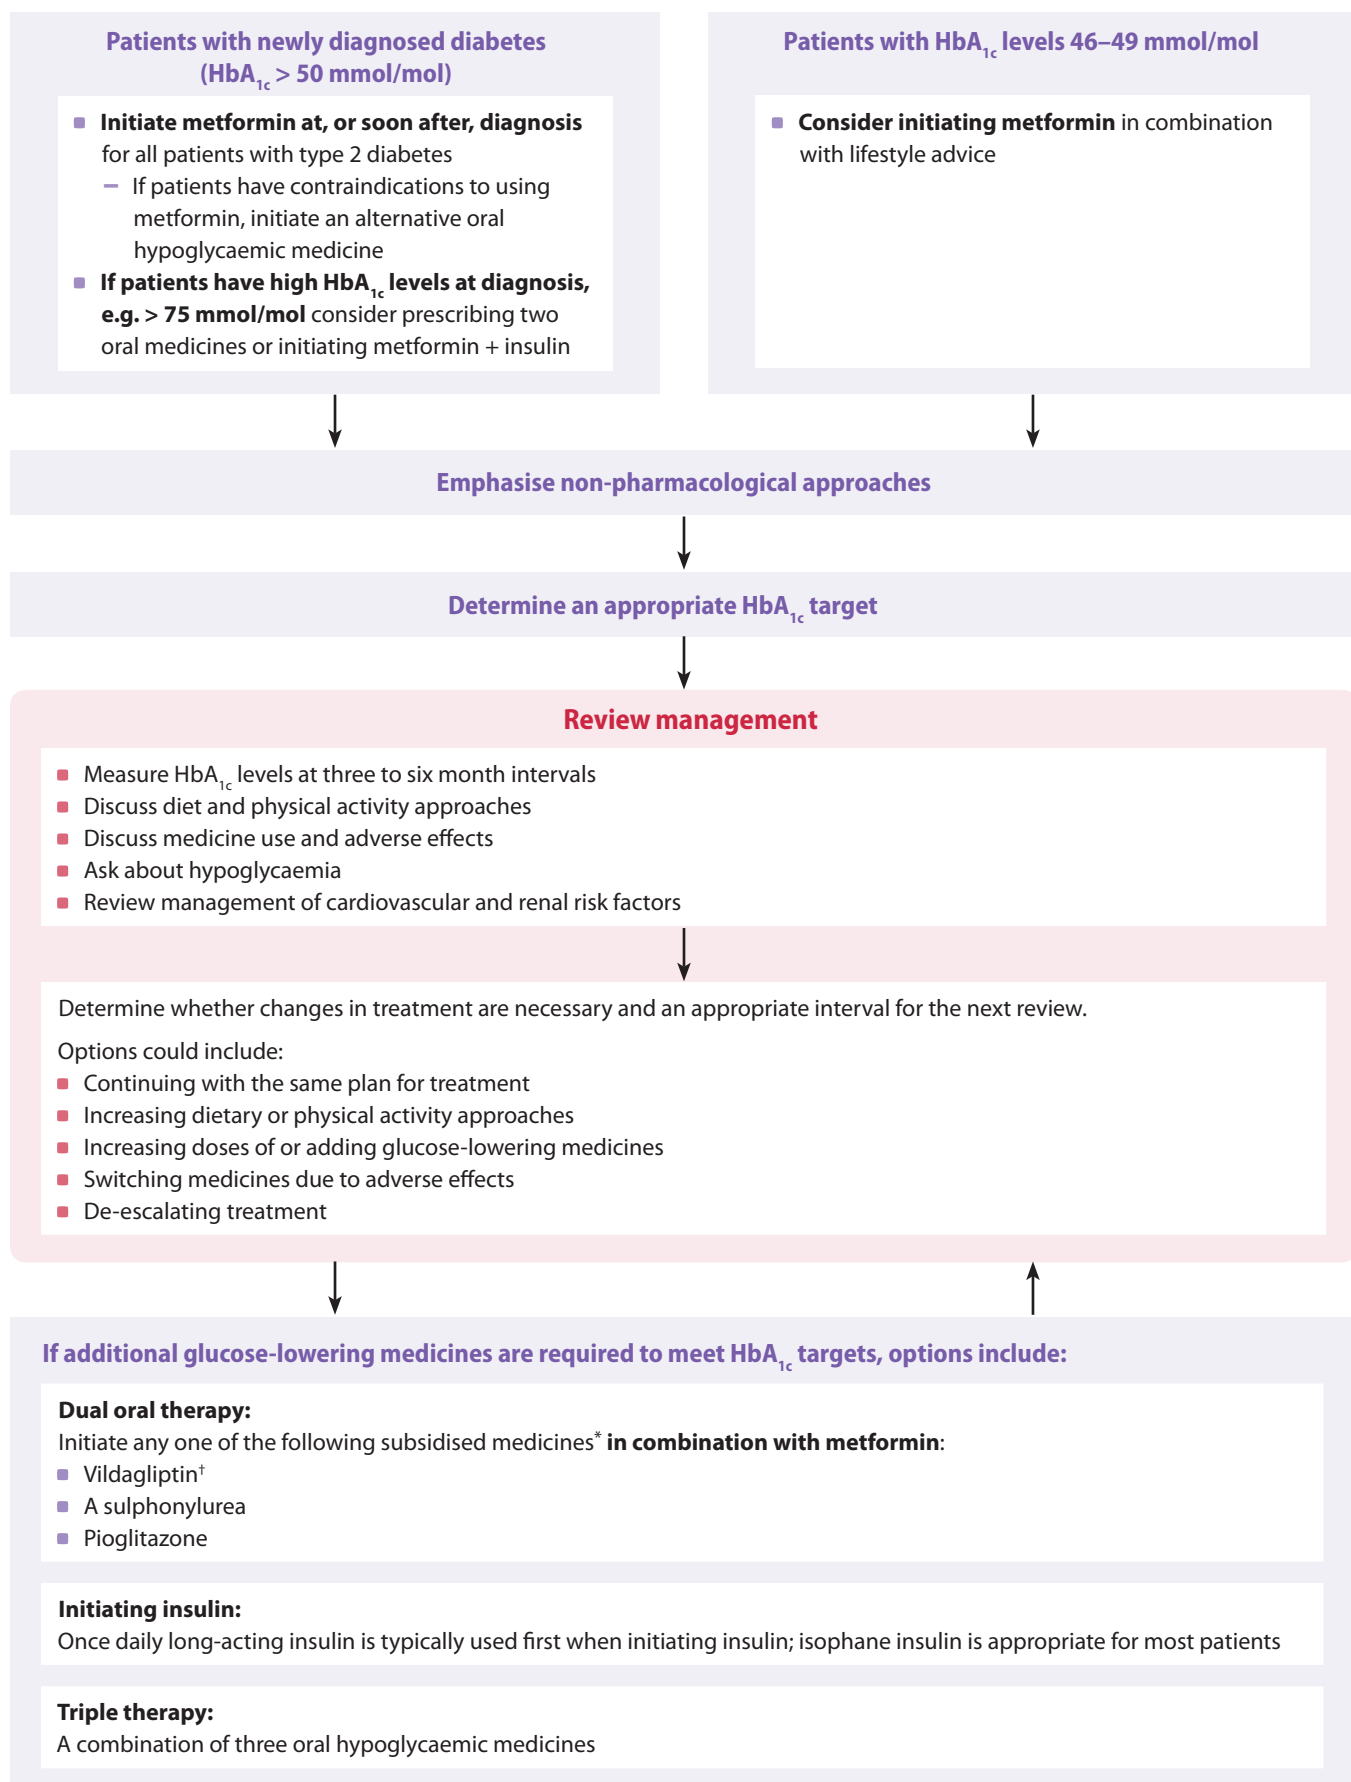 Patients with newly diagnosed diabetes
(HbA1c > 50 mmol/mol)
Initiate metformin at, or soon after, diagnosis
for all patients with type 2 diabetes
– If patients have contraindications to using
metformin, initiate an alternative oral
hypoglycaemic medicine
If patients have high HbA1c levels at diagnosis,
e.g. > 75 mmol/mol consider prescribing two
oral medicines or initiating metformin + insulin
Patients with HbA1c levels 46–49 mmol/mol
Consider initiating metformin in combination
with lifestyle advice
Emphasise non-pharmacological approaches
Determine an appropriate HbA1c target
Review management
Measure HbA1c levels at three to six month intervals
Discuss diet and physical activity approaches
Discuss medicine use and adverse effects
Ask about hypoglycaemia
Review management of cardiovascular and renal risk factors
Determine whether changes in treatment are necessary and an appropriate interval for the next review.
Options could include:
Continuing with the same plan for treatment
Increasing dietary or physical activity approaches
Increasing doses of or adding glucose-lowering medicines
Switching medicines due to adverse effects
De-escalating treatment
If additional glucose-lowering medicines are required to meet HbA1c targets, options include:
Dual oral therapy:
Initiate any one of the following subsidised medicines* in combination with metformin:
Vildagliptin†
A sulphonylurea
Pioglitazone
Initiating insulin:
Once daily long-acting insulin is typically used first when initiating insulin; isophane insulin is appropriate for most patients
Triple therapy:
A combination of three oral hypoglycaemic medicines